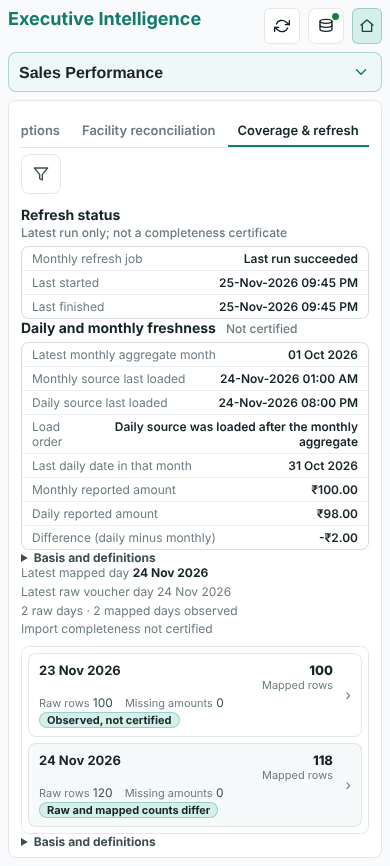 Executive Intelligence
Sales Performance
ptions Facility reconciliation Coverage & refresh
Refresh status
Latest run only; not a completeness certificate
Monthly refresh job Last run succeeded
Last started 25-Nov-2026 09:45 PM
Last finished 25-Nov-2026 09:45 PM
Daily and monthly freshness Not certified
Latest monthly aggregate month 01 Oct 2026
Monthly source last loaded 24-Nov-2026 01:00 AM
Daily source last loaded 24-Nov-2026 08:00 PM
Load order Daily source was loaded after the monthly aggregate
Last daily date in that month 31 Oct 2026
Monthly reported amount ₹100.00
Daily reported amount ₹98.00
Difference (daily minus monthly) -₹2.00
Basis and definitions
Latest mapped day 24 Nov 2026
Latest raw voucher day 24 Nov 2026
2 raw days · 2 mapped days observed
Import completeness not certified
23 Nov 2026 100
Mapped rows
Raw rows 100 Missing amounts 0
Observed, not certified
24 Nov 2026 118
Mapped rows
Raw rows 120 Missing amounts 0
Raw and mapped counts differ
Basis and definitions